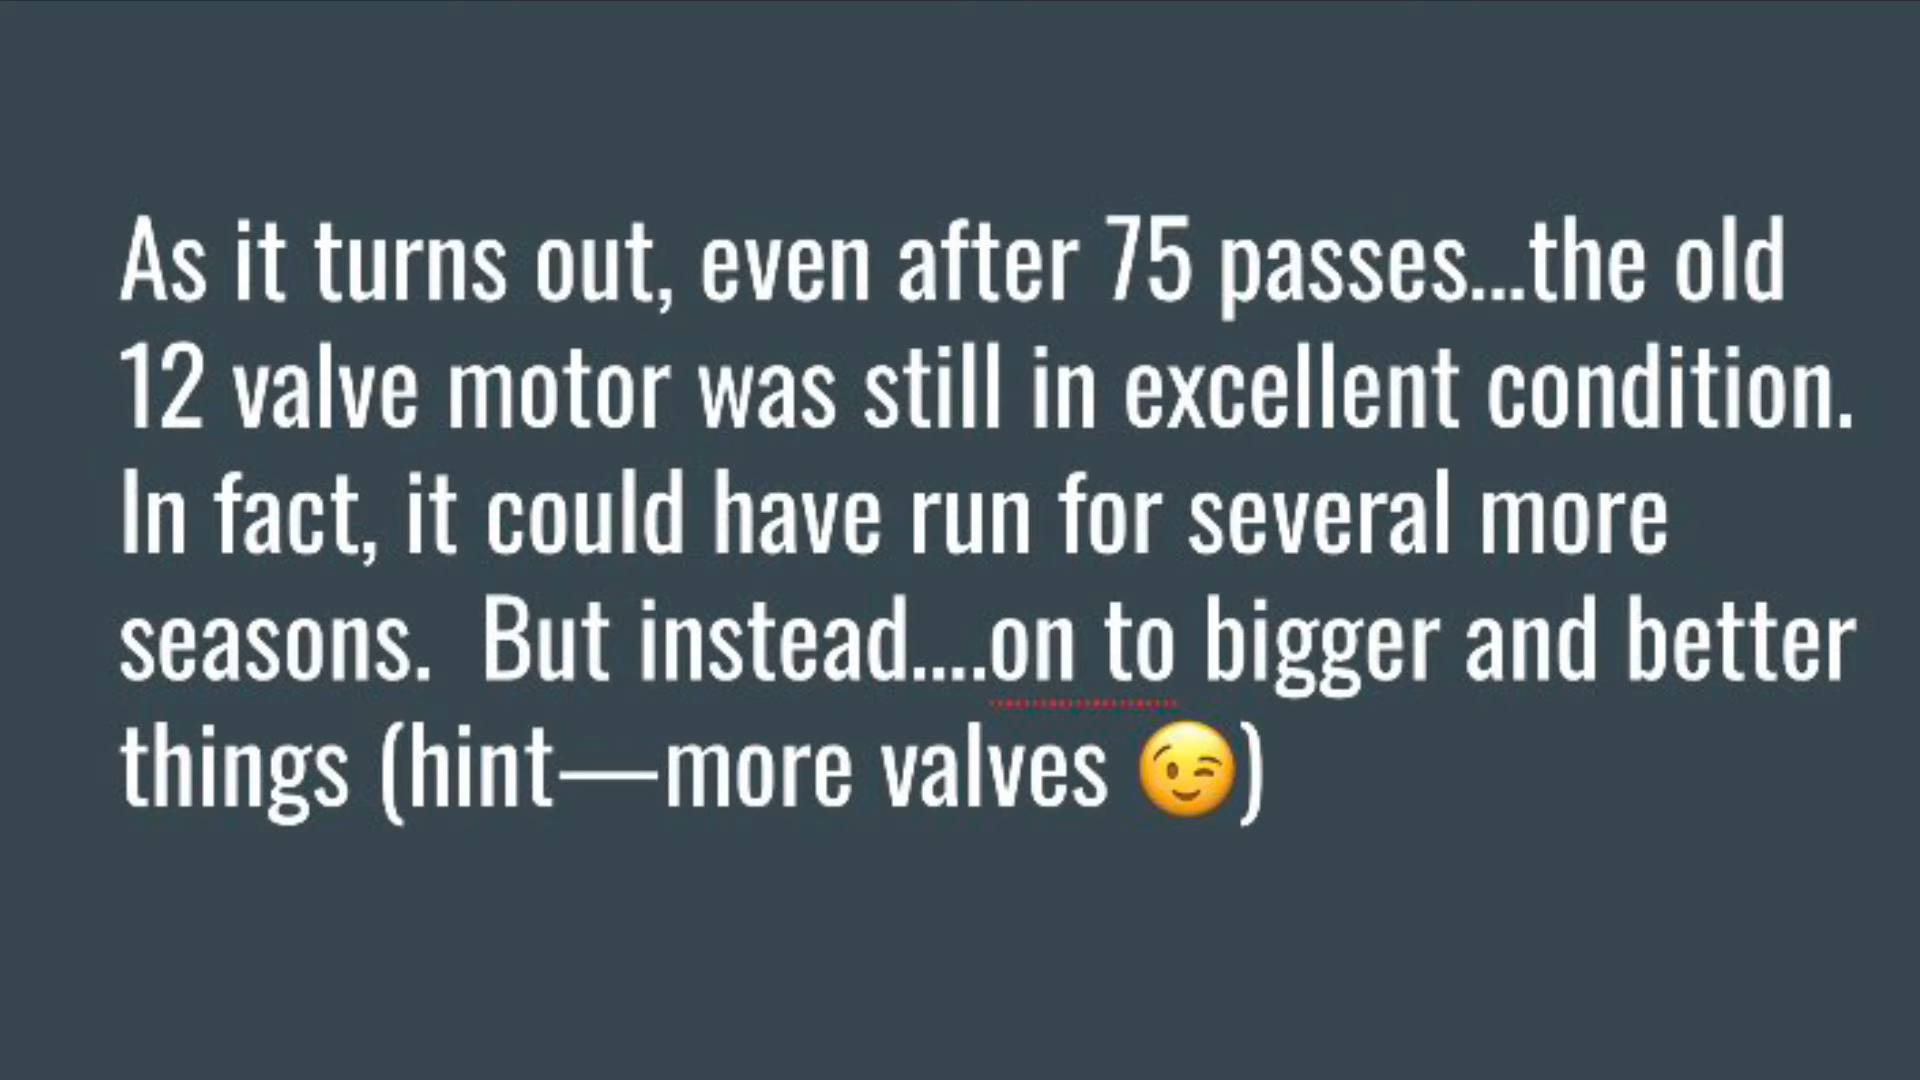 As it turns out, even after 75 passes...the old
12 valve motor was still in excellent condition.
In fact, it could have run for several more
seasons.  But instead....on to bigger and better
things (hint—more valves 😉)